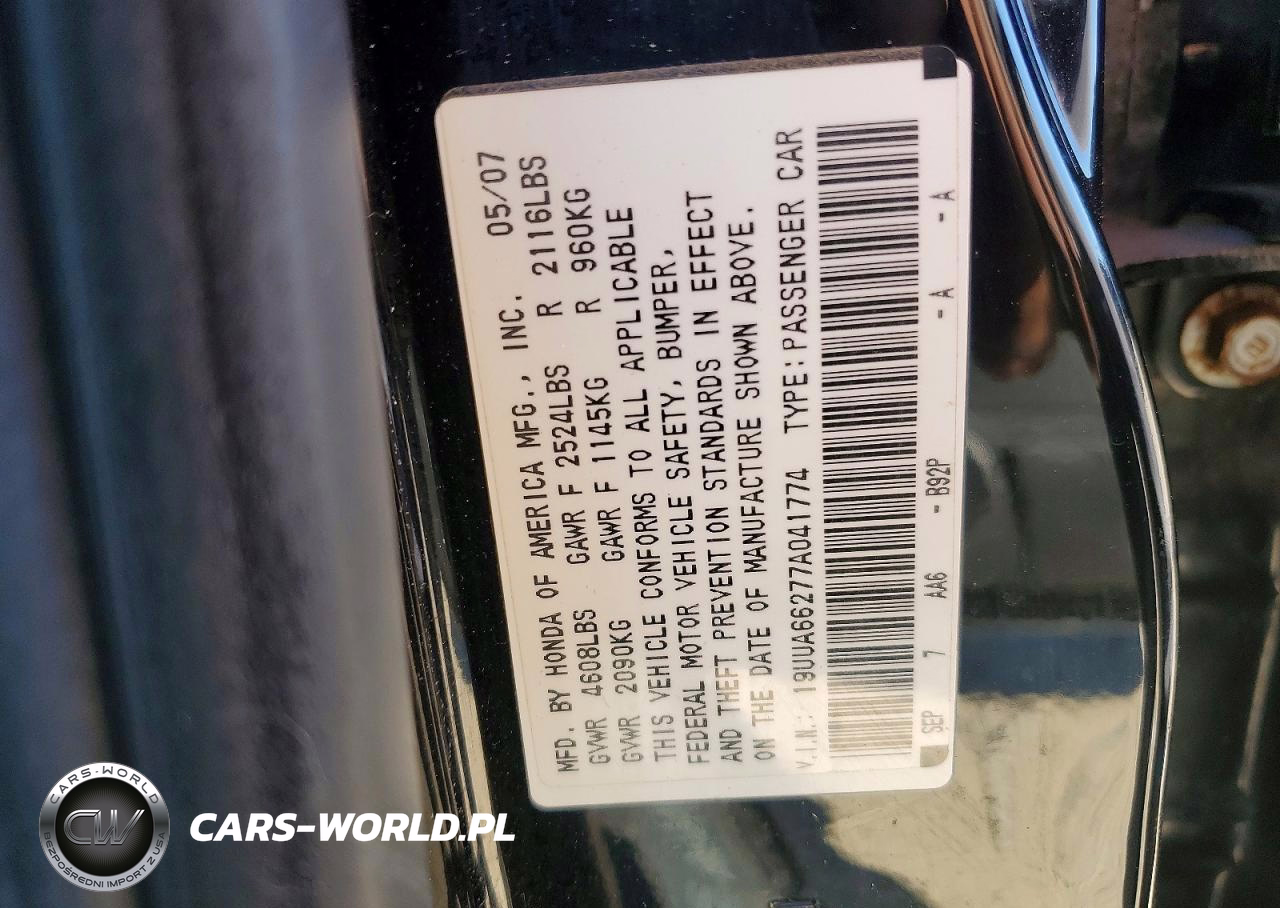 MFD. BY HONDA OF AMERICA MFG., INC. 05/07
GVWR 4608LBS GAWR F 2524LBS R 2116LBS
GVWR 2090KG GAWR F 1145KG R 960KG
THIS VEHICLE CONFORMS TO ALL APPLICABLE
FEDERAL MOTOR VEHICLE SAFETY, BUMPER,
AND THEFT PREVENTION STANDARDS IN EFFECT
ON THE DATE OF MANUFACTURE SHOWN ABOVE.
V.I.N.: 19UUA66277A041774 TYPE: PASSENGER CAR
SEP 7 AA6 - B92P - A - A
CARS-WORLD
CW
BEZPOŚREDNI IMPORT Z USA
CARS-WORLD.PL